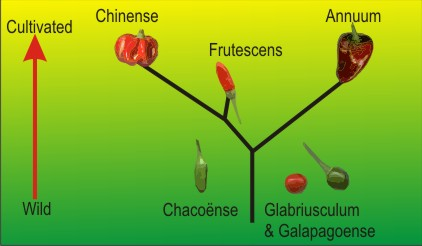 Cultivated
Chinense
Frutescens
Annuum
Wild
Chacoënse
Glabriusculum
& Galapagoense